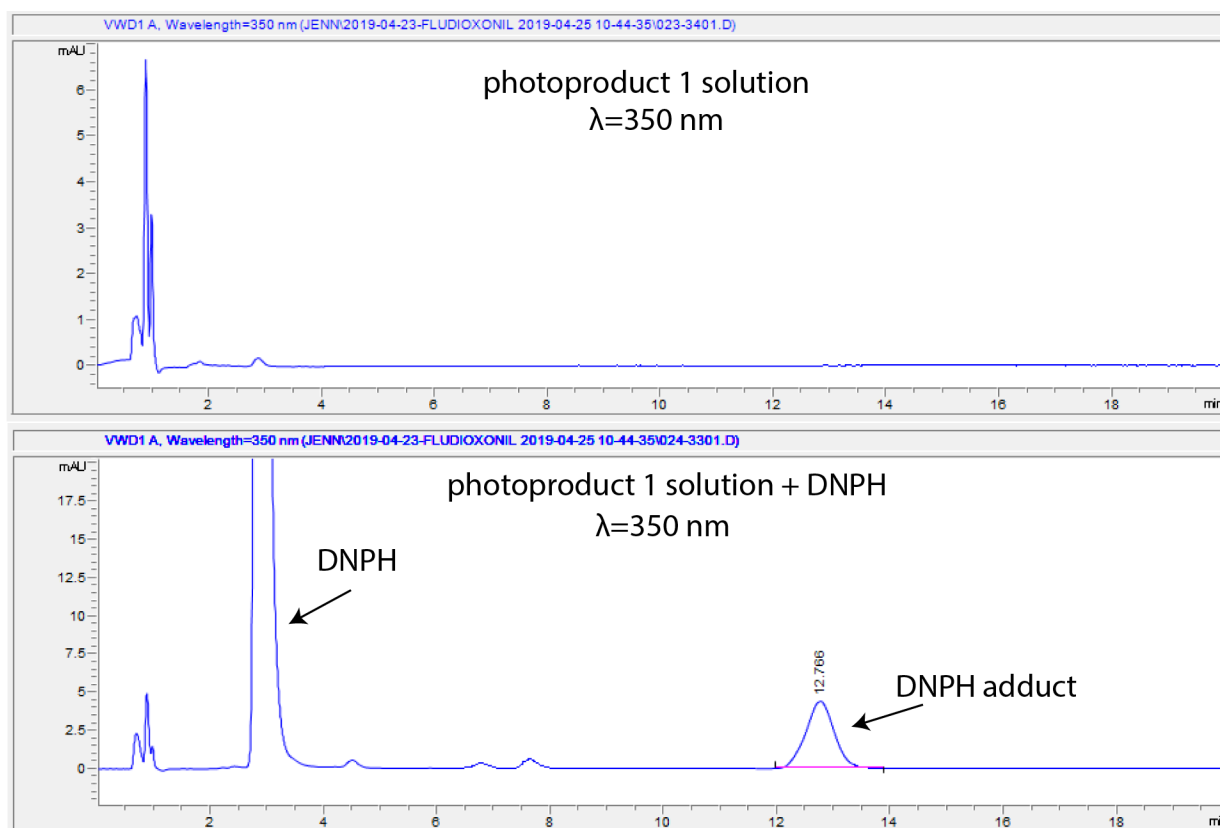 VWD1 A, Wavelength=350 nm (JENN\2019-04-23-FLUDIOXONIL 2019-04-25 10-44-35\023-3401.D)
mAU
photoproduct 1 solution
λ=350 nm
6
5
4
3
2
1
0
2 4 6 8 10 12 14 16 18 min
VWD1 A, Wavelength=350 nm (JENN\2019-04-23-FLUDIOXONIL 2019-04-25 10-44-35\024-3301.D)
mAU
photoproduct 1 solution + DNPH
λ=350 nm
17.5
15
12.5
10
7.5
5
2.5
0
DNPH
12.766
DNPH adduct
2 4 6 8 10 12 14 16 18 min